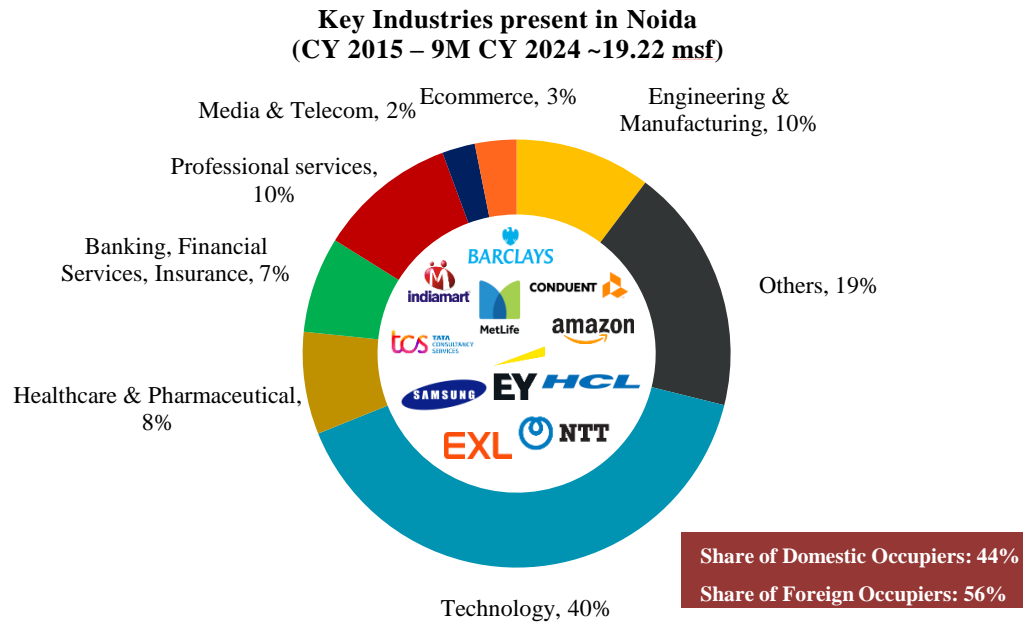 Key Industries present in Noida
(CY 2015 – 9M CY 2024 ~19.22 msf)
Media & Telecom, 2%
Ecommerce, 3%
Engineering &
Manufacturing, 10%
Professional services,
10%
Banking, Financial
Services, Insurance, 7%
Others, 19%
BARCLAYS
indiamart
CONDUENT
MetLife
amazon
tcs TATA
CONSULTANCY
SERVICES
SAMSUNG
EY
HCL
Healthcare & Pharmaceutical,
8%
EXL
NTT
Share of Domestic Occupiers: 44%
Share of Foreign Occupiers: 56%
Technology, 40%